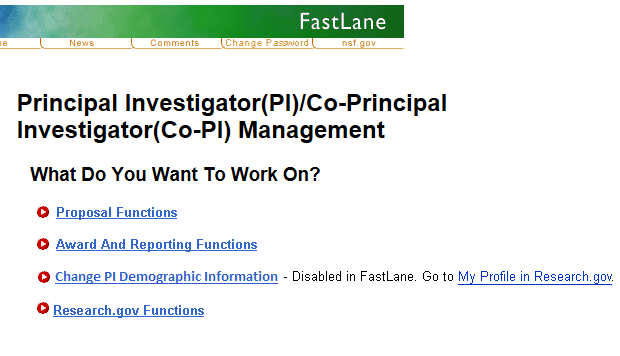 FastLane
News Comments Change Password nsf.gov
Principal Investigator(PI)/Co-Principal
Investigator(Co-PI) Management
What Do You Want To Work On?
Proposal Functions
Award And Reporting Functions
Change PI Demographic Information - Disabled in FastLane. Go to My Profile in Research.gov.
Research.gov Functions